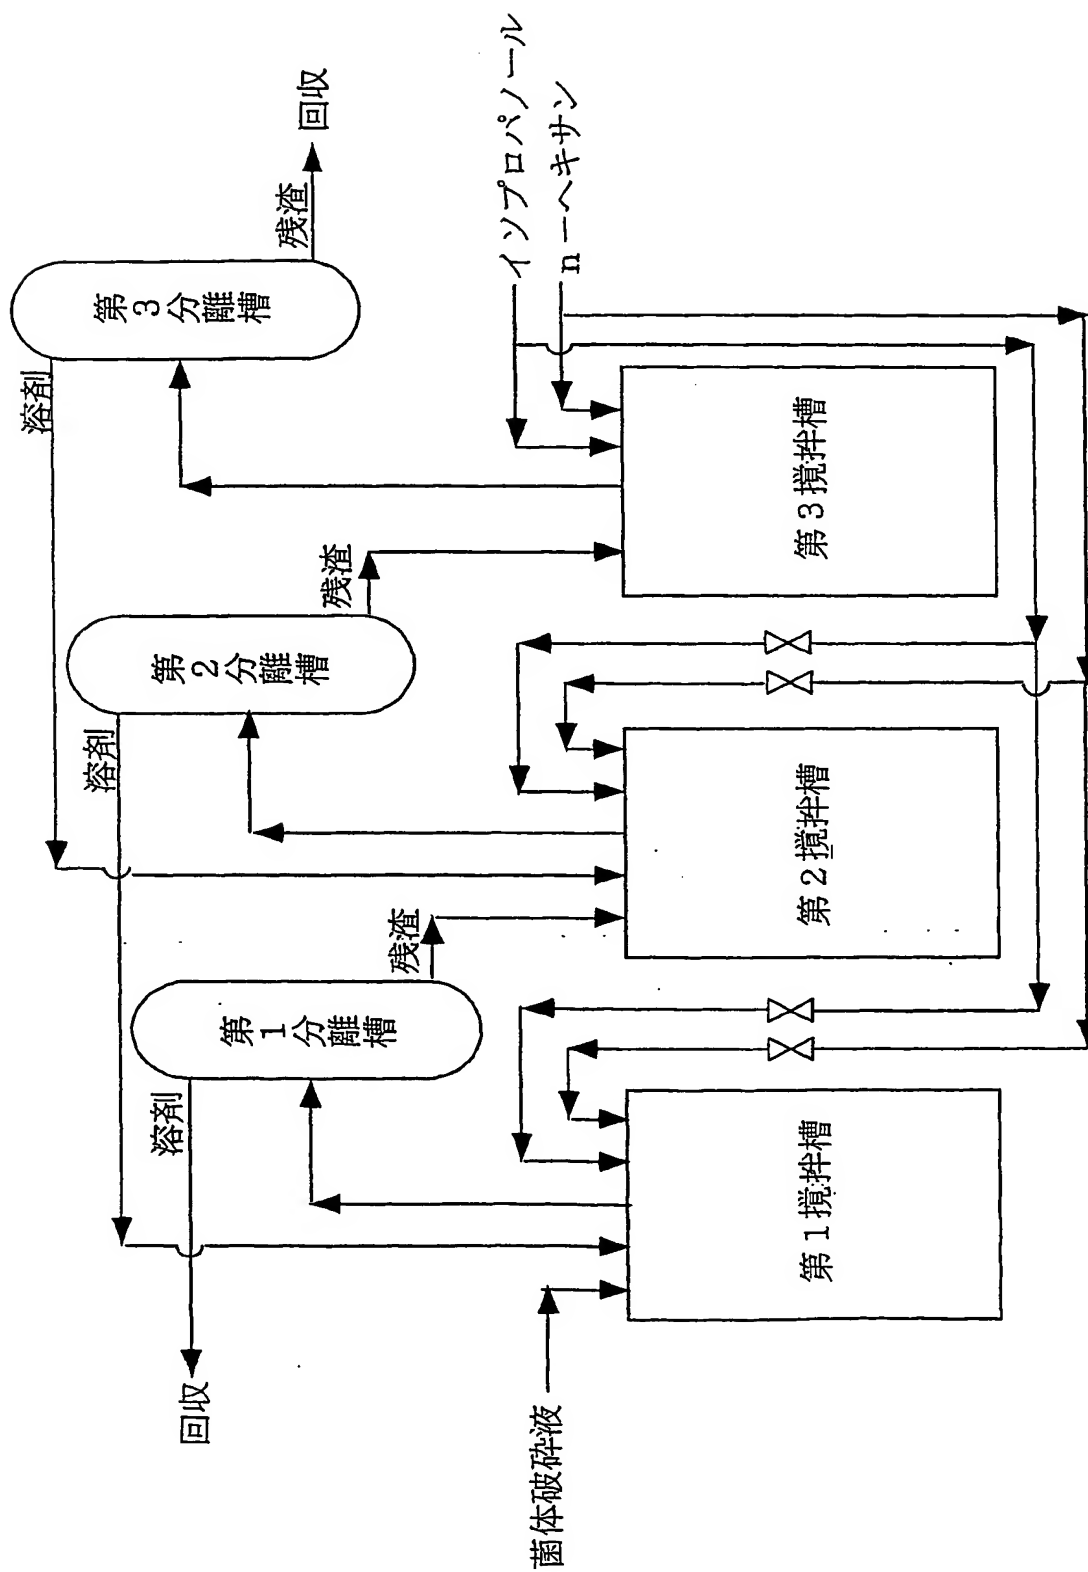 回収
溶剤
第1分離槽
残渣
溶剤
第2分離槽
残渣
溶剤
第3分離槽
残渣
回収
菌体破砕液
第1撹拌槽
第2撹拌槽
第3撹拌槽
イソプロパノール
n－ヘキサン